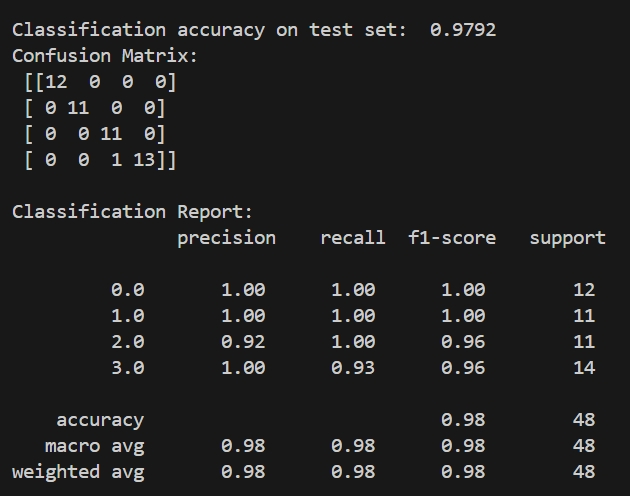 Classification accuracy on test set:  0.9792
Confusion Matrix:
 [[12  0  0  0]
 [ 0 11  0  0]
 [ 0  0 11  0]
 [ 0  0  1 13]]
Classification Report:
               precision    recall  f1-score   support
         0.0       1.00      1.00      1.00        12
         1.0       1.00      1.00      1.00        11
         2.0       0.92      1.00      0.96        11
         3.0       1.00      0.93      0.96        14
    accuracy                           0.98        48
   macro avg       0.98      0.98      0.98        48
weighted avg       0.98      0.98      0.98        48